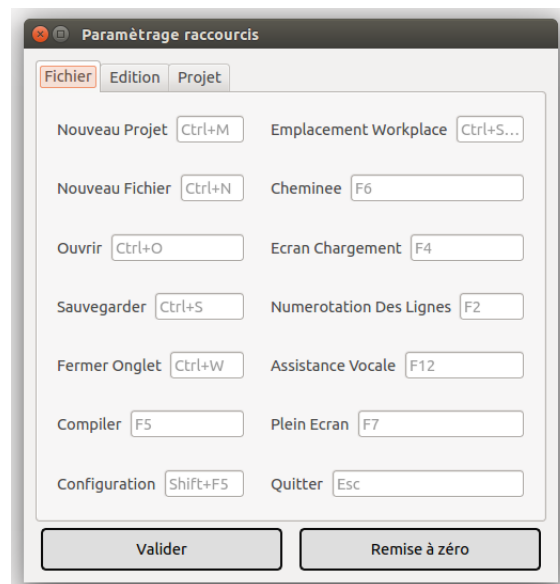 Paramètrage raccourcis
Fichier Edition Projet
Nouveau Projet Ctrl+M Emplacement Workplace Ctrl+S...
Nouveau Fichier Ctrl+N Cheminee F6
Ouvrir Ctrl+O Ecran Chargement F4
Sauvegarder Ctrl+S Numerotation Des Lignes F2
Fermer Onglet Ctrl+W Assistance Vocale F12
Compiler F5 Plein Ecran F7
Configuration Shift+F5 Quitter Esc
Valider Remise à zéro